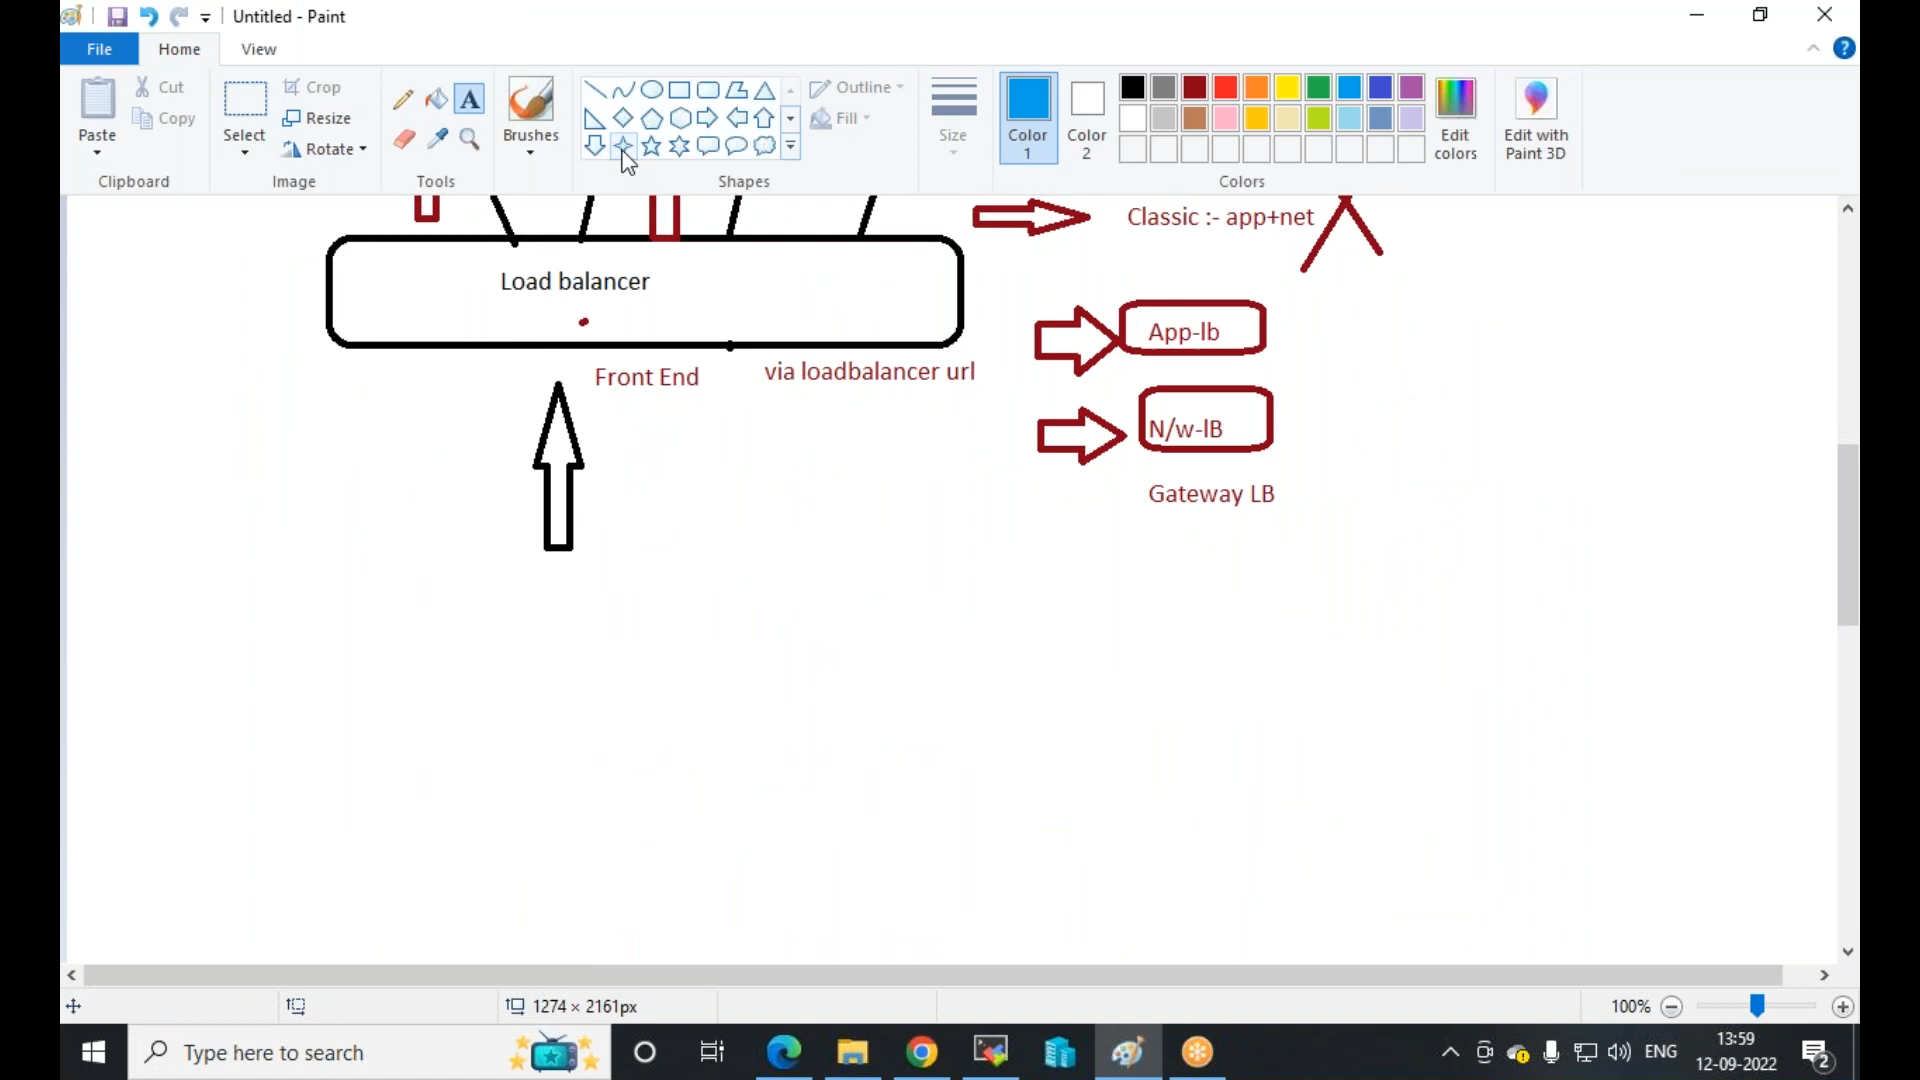 Untitled - Paint
File Home View
Paste
Cut
Copy
Clipboard
Select
Crop
Resize
Rotate
Image
A
Tools
Brushes
Shapes
Outline
Fill
Size
Color 1
Color 2
Edit colors
Colors
Edit with Paint 3D
Classic :- app+net
Load balancer
App-lb
Front End
via loadbalancer url
N/w-lB
Gateway LB
1274 × 2161px
100%
Type here to search
ENG
13:59
12-09-2022
2